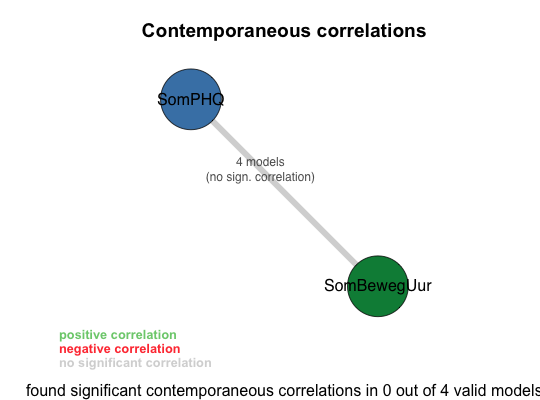 Contemporaneous correlations
SomPHQ
4 models
(no sign. correlation)
SomBewegUur
positive correlation
negative correlation
no significant correlation
found significant contemporaneous correlations in 0 out of 4 valid models